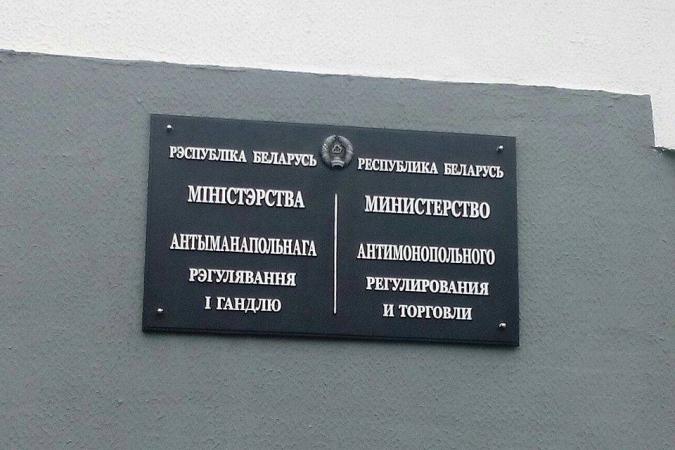 РЭСПУБЛІКА БЕЛАРУСЬ
МІНІСТЭРСТВА
АНТЫМАНАПОЛЬНАГА
РЭГУЛЯВАННЯ
І ГАНДЛЮ
РЕСПУБЛИКА БЕЛАРУСЬ
МИНИСТЕРСТВО
АНТИМОНОПОЛЬНОГО
РЕГУЛИРОВАНИЯ
И ТОРГОВЛИ